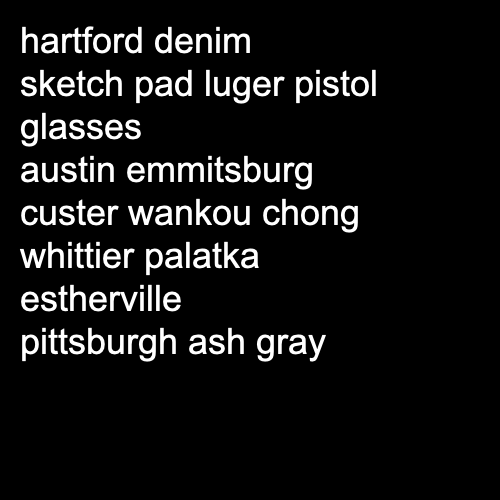 hartford denim
sketch pad luger pistol
glasses
austin emmitsburg
custer wankou chong
whittier palatka
estherville
pittsburgh ash gray